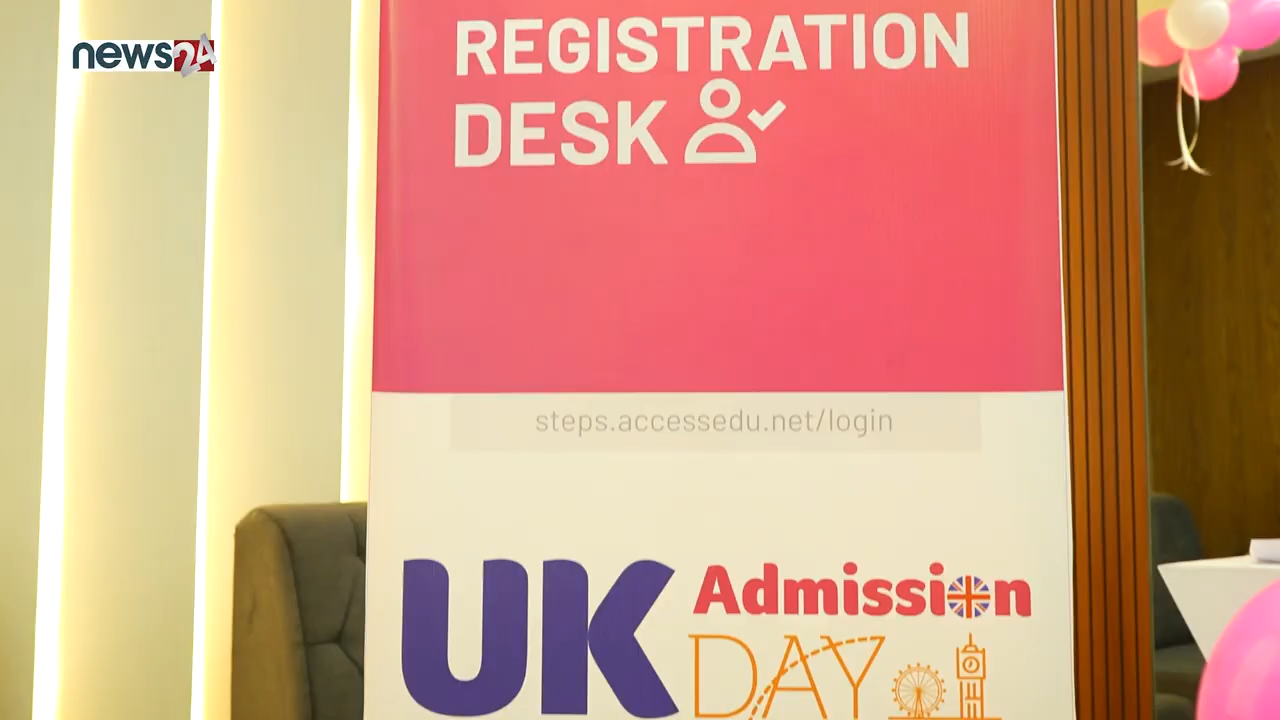 news24
REGISTRATION
DESK
steps.accessedu.net/login
UK Admission
DAY